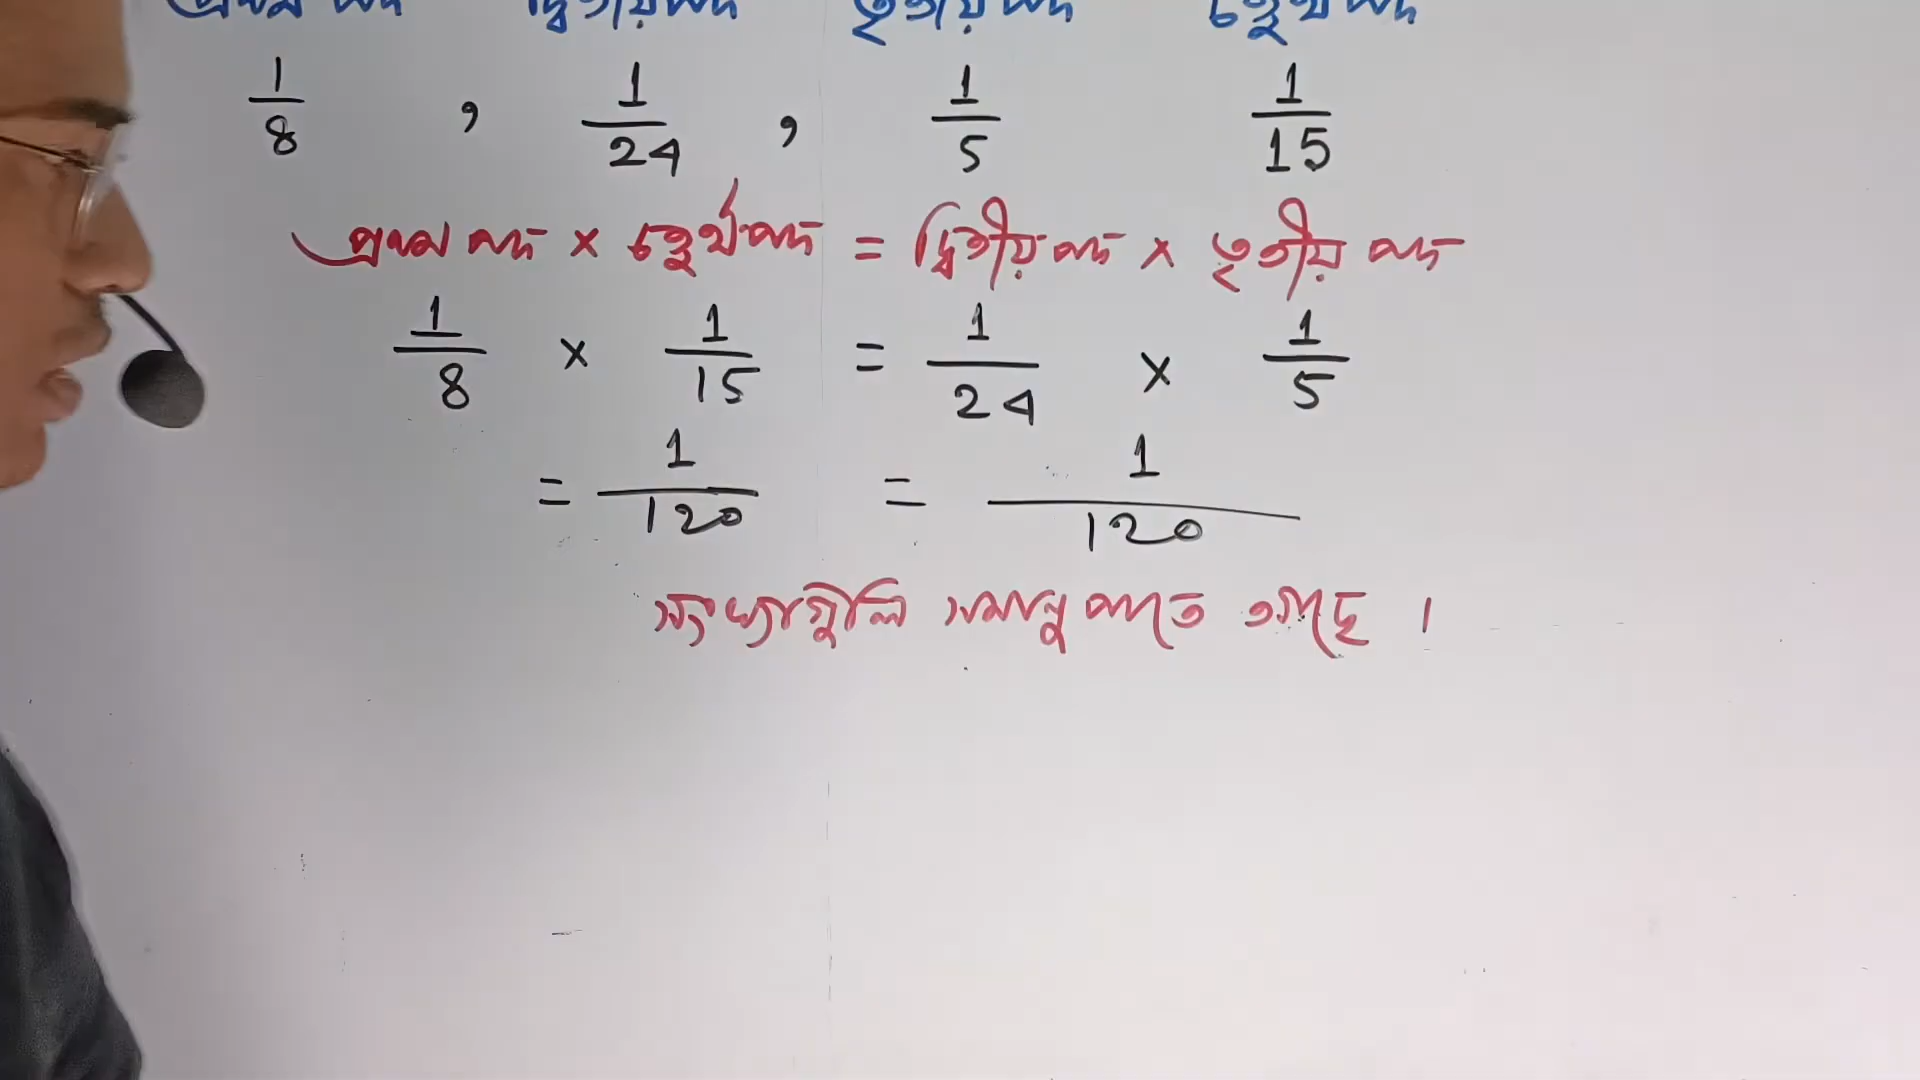 প্রথম পদ দ্বিতীয় পদ তৃতীয় পদ চতুর্থ পদ
1/8 , 1/24 , 1/5 1/15
প্রথম পদ × চতুর্থ পদ = দ্বিতীয় পদ × তৃতীয় পদ
1/8 × 1/15 = 1/24 × 1/5
= 1/120 = 1/120
সংখ্যাগুলি সমানুপাতে আছে ।